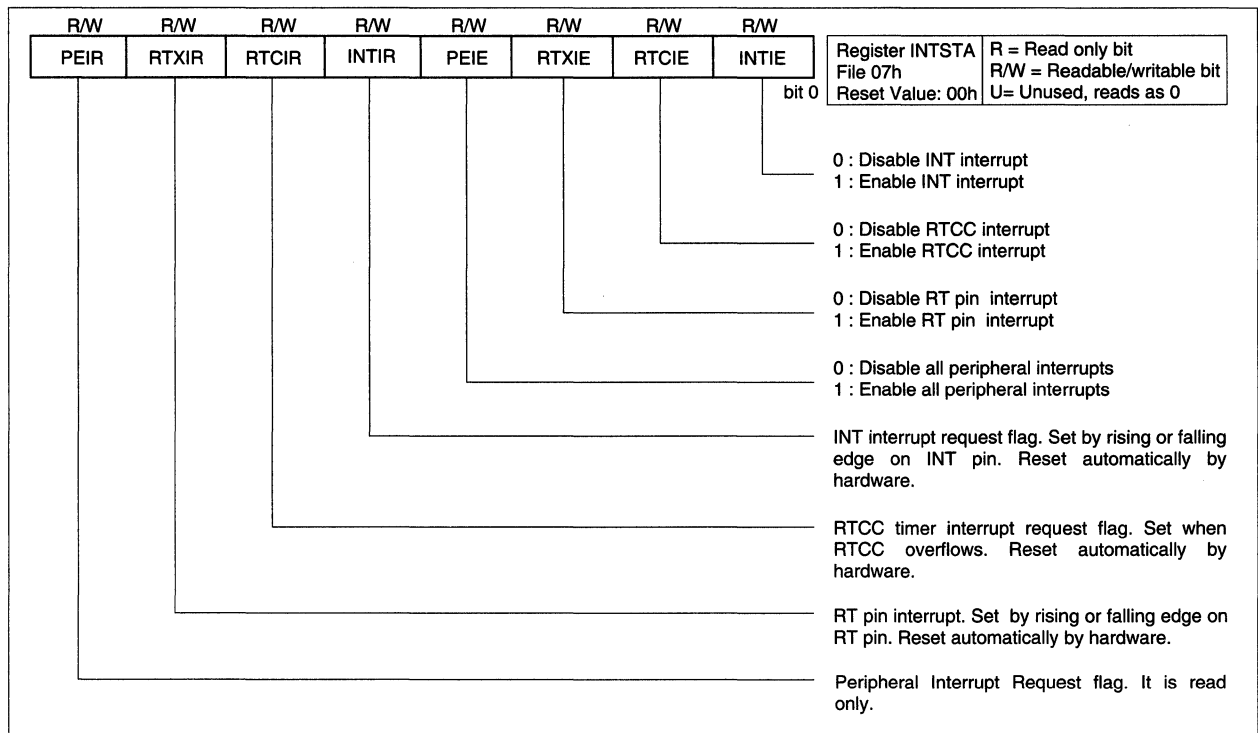 R/W R/W R/W R/W R/W R/W R/W R/W
PEIR RTXIR RTCIR INTIR PEIE RTXIE RTCIE INTIE
bit 0
Register INTSTA
File 07h
Reset Value: 00h
R = Read only bit
R/W = Readable/writable bit
U= Unused, reads as 0
0 : Disable INT interrupt
1 : Enable INT interrupt
0 : Disable RTCC interrupt
1 : Enable RTCC interrupt
0 : Disable RT pin interrupt
1 : Enable RT pin interrupt
0 : Disable all peripheral interrupts
1 : Enable all peripheral interrupts
INT interrupt request flag. Set by rising or falling
edge on INT pin. Reset automatically by
hardware.
RTCC timer interrupt request flag. Set when
RTCC overflows. Reset automatically by
hardware.
RT pin interrupt. Set by rising or falling edge on
RT pin. Reset automatically by hardware.
Peripheral Interrupt Request flag. It is read
only.